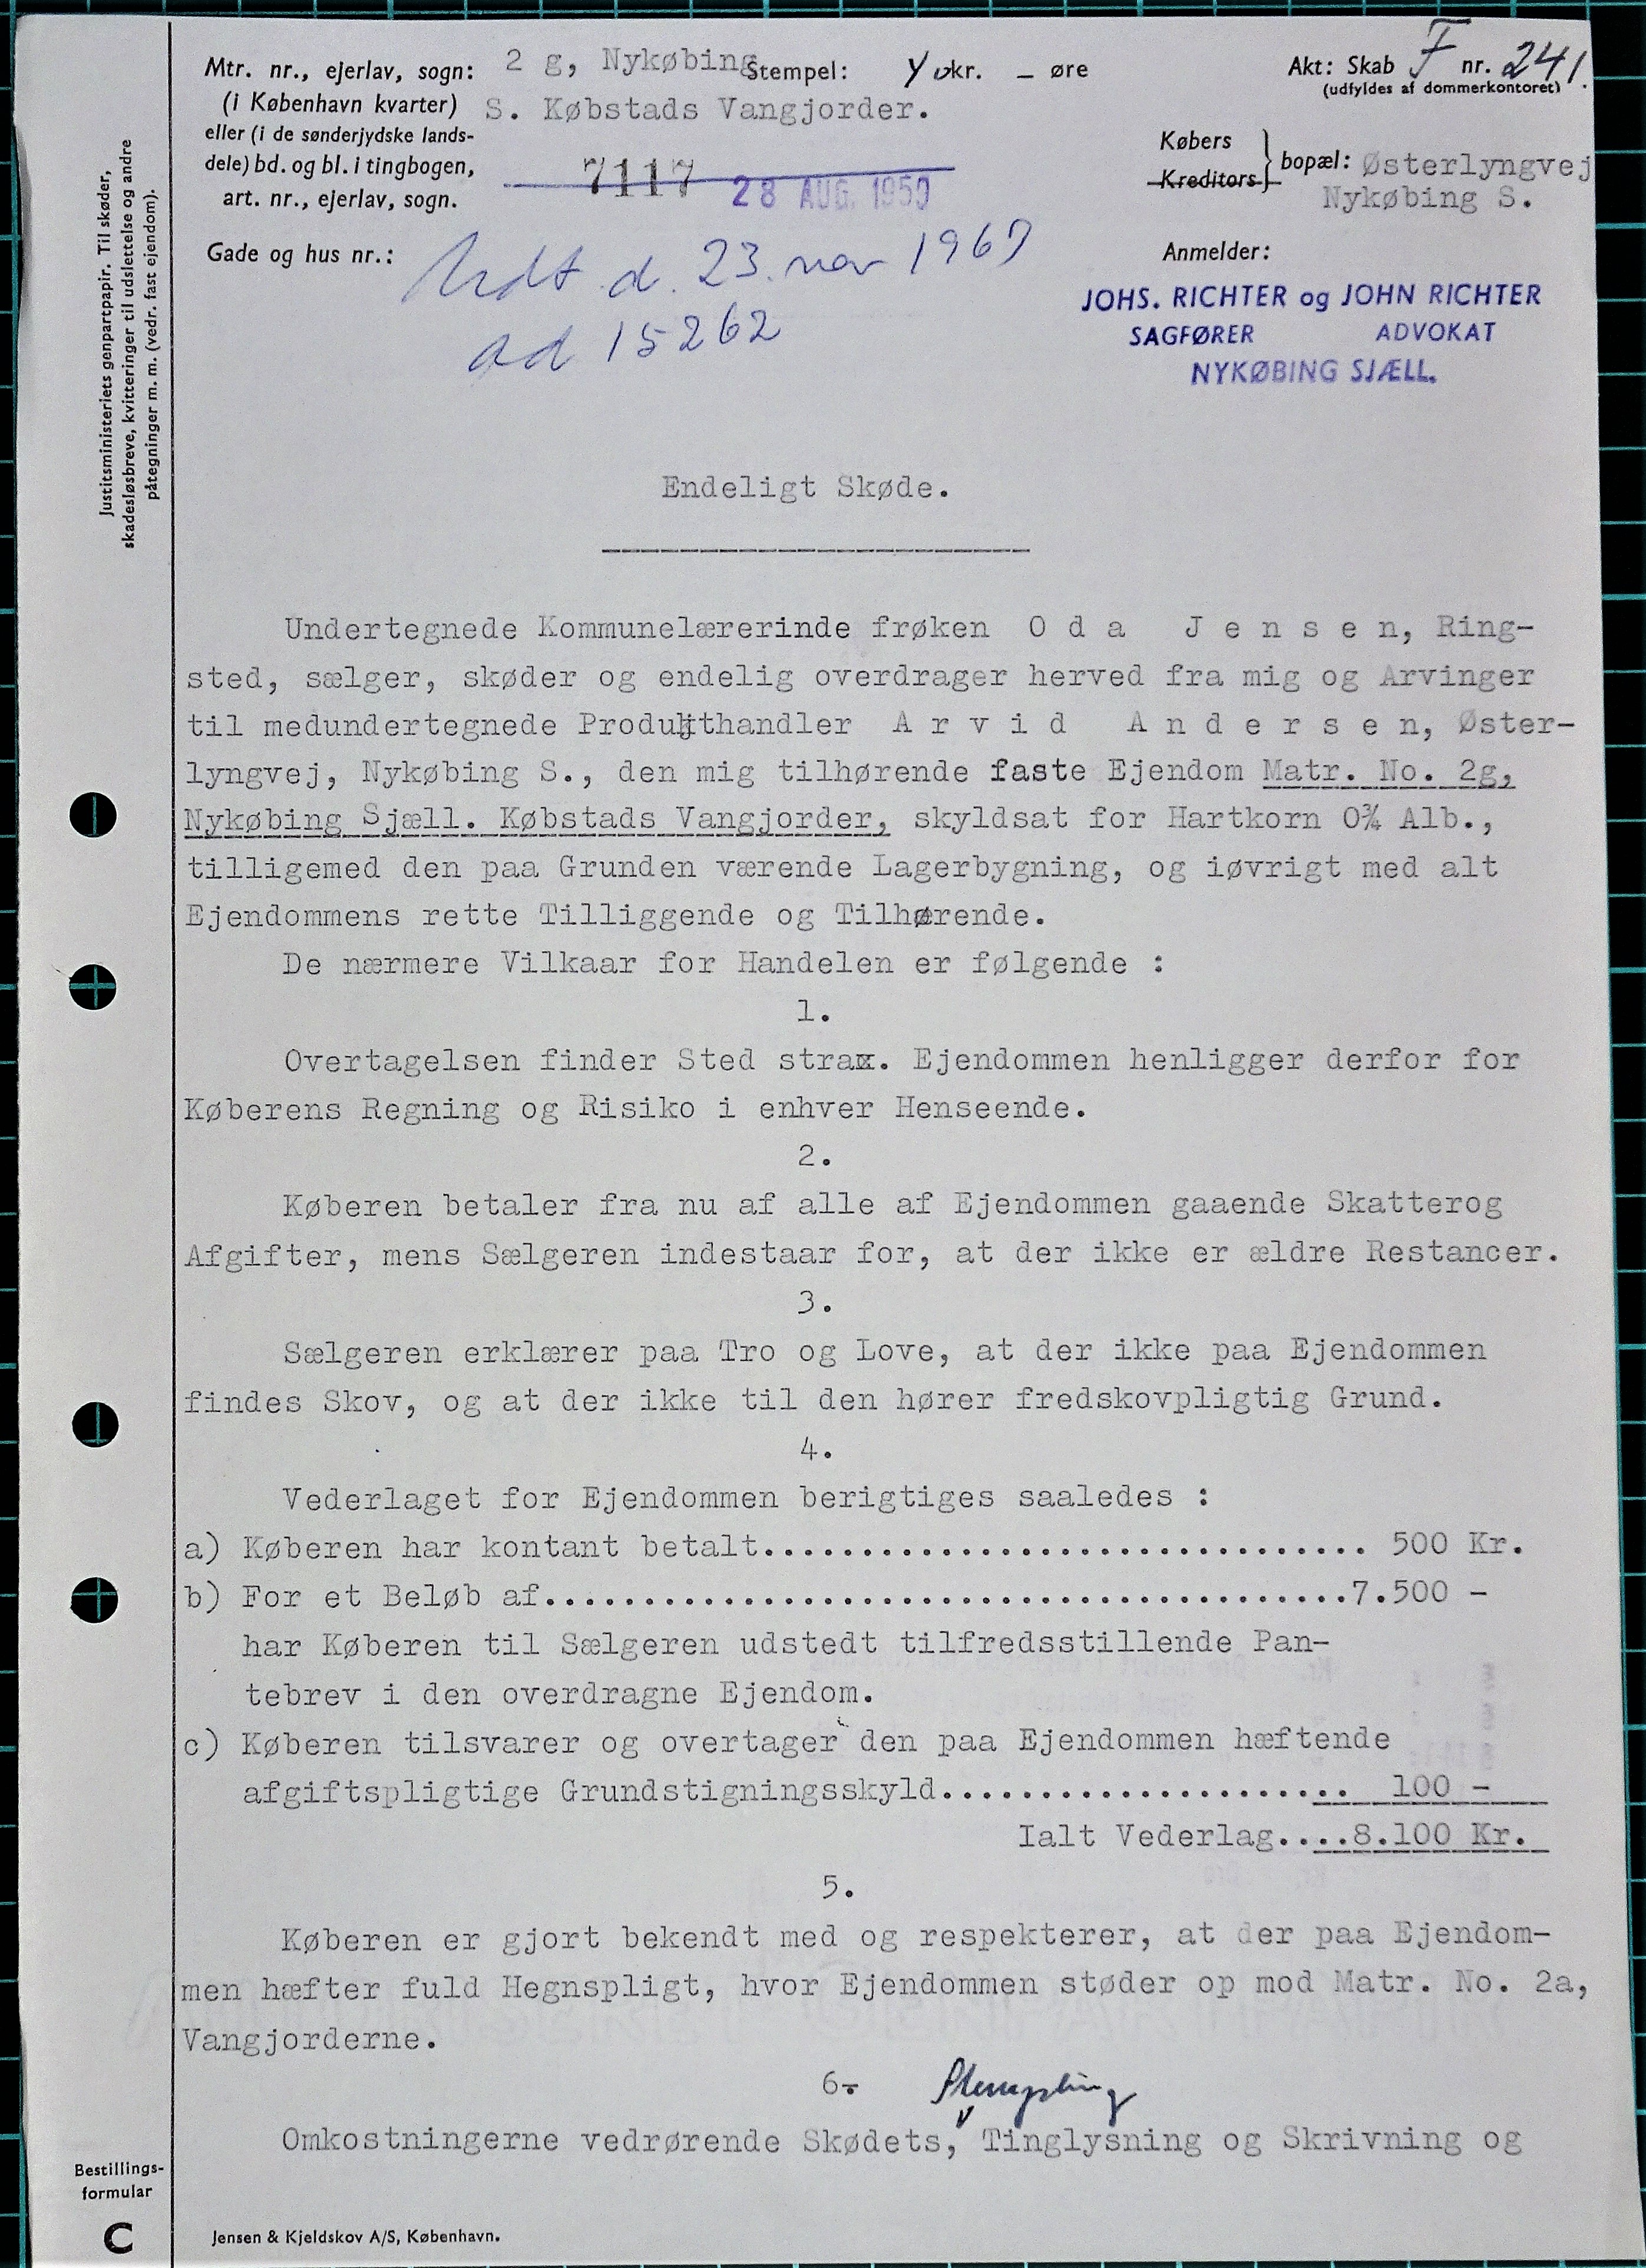 Mtr. nr., ejerlav, sogn: 2 g, Nykøbing
(i København kvarter) S. Købstads Vangjorder.
eller (i de sønderjydske lands-
dele) bd. og bl. i tingbogen,
art. nr., ejerlav, sogn.
Gade og hus nr.:
Stempel: kr. – øre
7117 28 AUG. 1950
d. 23. nov 1967
ad 15262
Akt: Skab F nr. 241.
(udfyldes af dommerkontoret)
Købers
Kreditors } bopæl: Østerlyngvej
Nykøbing S.
Anmelder:
JOHS. RICHTER og JOHN RICHTER
SAGFØRER ADVOKAT
NYKØBING SJÆLL.
Justitsministeriets genpartpapir. Til skøder,
skadesløsbreve, kvitteringer til udslettelse og andre
påtegninger m. m. (vedr. fast ejendom).
Endeligt Skøde.
Undertegnede Kommunelærerinde frøken O d a J e n s e n, Ring-
sted, sælger, skøder og endelig overdrager herved fra mig og Arvinger
til medundertegnede Produkthandler A r v i d A n d e r s e n, Øster-
lyngvej, Nykøbing S., den mig tilhørende faste Ejendom Matr. No. 2g,
Nykøbing Sjæll. Købstads Vangjorder, skyldsat for Hartkorn 0¾ Alb.,
tilligemed den paa Grunden værende Lagerbygning, og iøvrigt med alt
Ejendommens rette Tilliggende og Tilhørende.
De nærmere Vilkaar for Handelen er følgende :
1.
Overtagelsen finder Sted strax. Ejendommen henligger derfor for
Køberens Regning og Risiko i enhver Henseende.
2.
Køberen betaler fra nu af alle af Ejendommen gaaende Skatterog
Afgifter, mens Sælgeren indestaar for, at der ikke er ældre Restancer.
3.
Sælgeren erklærer paa Tro og Love, at der ikke paa Ejendommen
findes Skov, og at der ikke til den hører fredskovpligtig Grund.
4.
Vederlaget for Ejendommen berigtiges saaledes :
a) Køberen har kontant betalt............................... 500 Kr.
b) For et Beløb af.........................................7.500 –
har Køberen til Sælgeren udstedt tilfredsstillende Pan-
tebrev i den overdragne Ejendom.
c) Køberen tilsvarer og overtager den paa Ejendommen hæftende
afgiftspligtige Grundstigningsskyld..................... 100 –
Ialt Vederlag....8.100 Kr.
5.
Køberen er gjort bekendt med og respekterer, at der paa Ejendom-
men hæfter fuld Hegnspligt, hvor Ejendommen støder op mod Matr. No. 2a,
Vangjorderne.
6.
Stempling
Omkostningerne vedrørende Skødets, Tinglysning og Skrivning og
Bestillings-
formular
C
Jensen & Kjeldskov A/S, København.